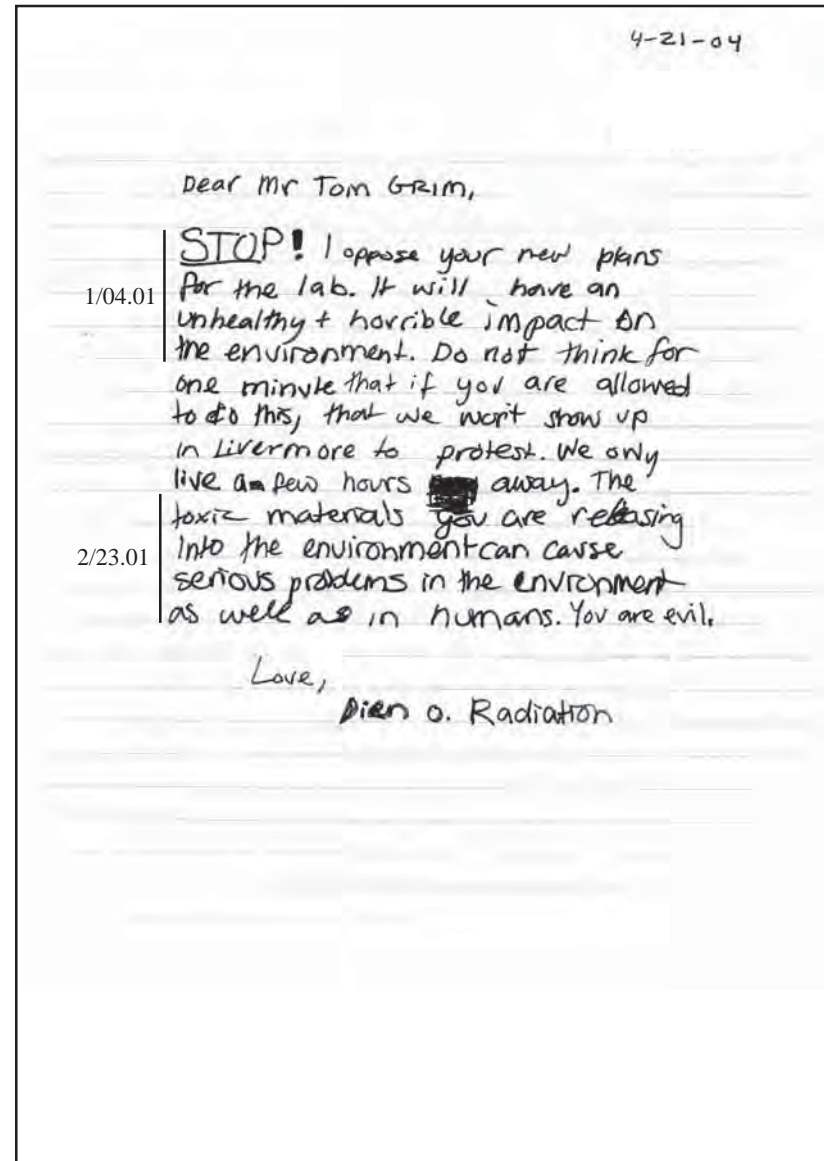 4-21-04
Dear Mr Tom GRIM,
STOP! I oppose your new plans
1/04.01
for the lab. It will have an
unhealthy + horrible impact on
the environment. Do not think for
one minute that if you are allowed
to do this, that we won't show up
in Livermore to protest. We only
live a few hours away. The
toxic materials you are releasing
2/23.01
into the environment can cause
serious problems in the envronment
as well as in humans. You are evil.
Love,
Dien O. Radiation